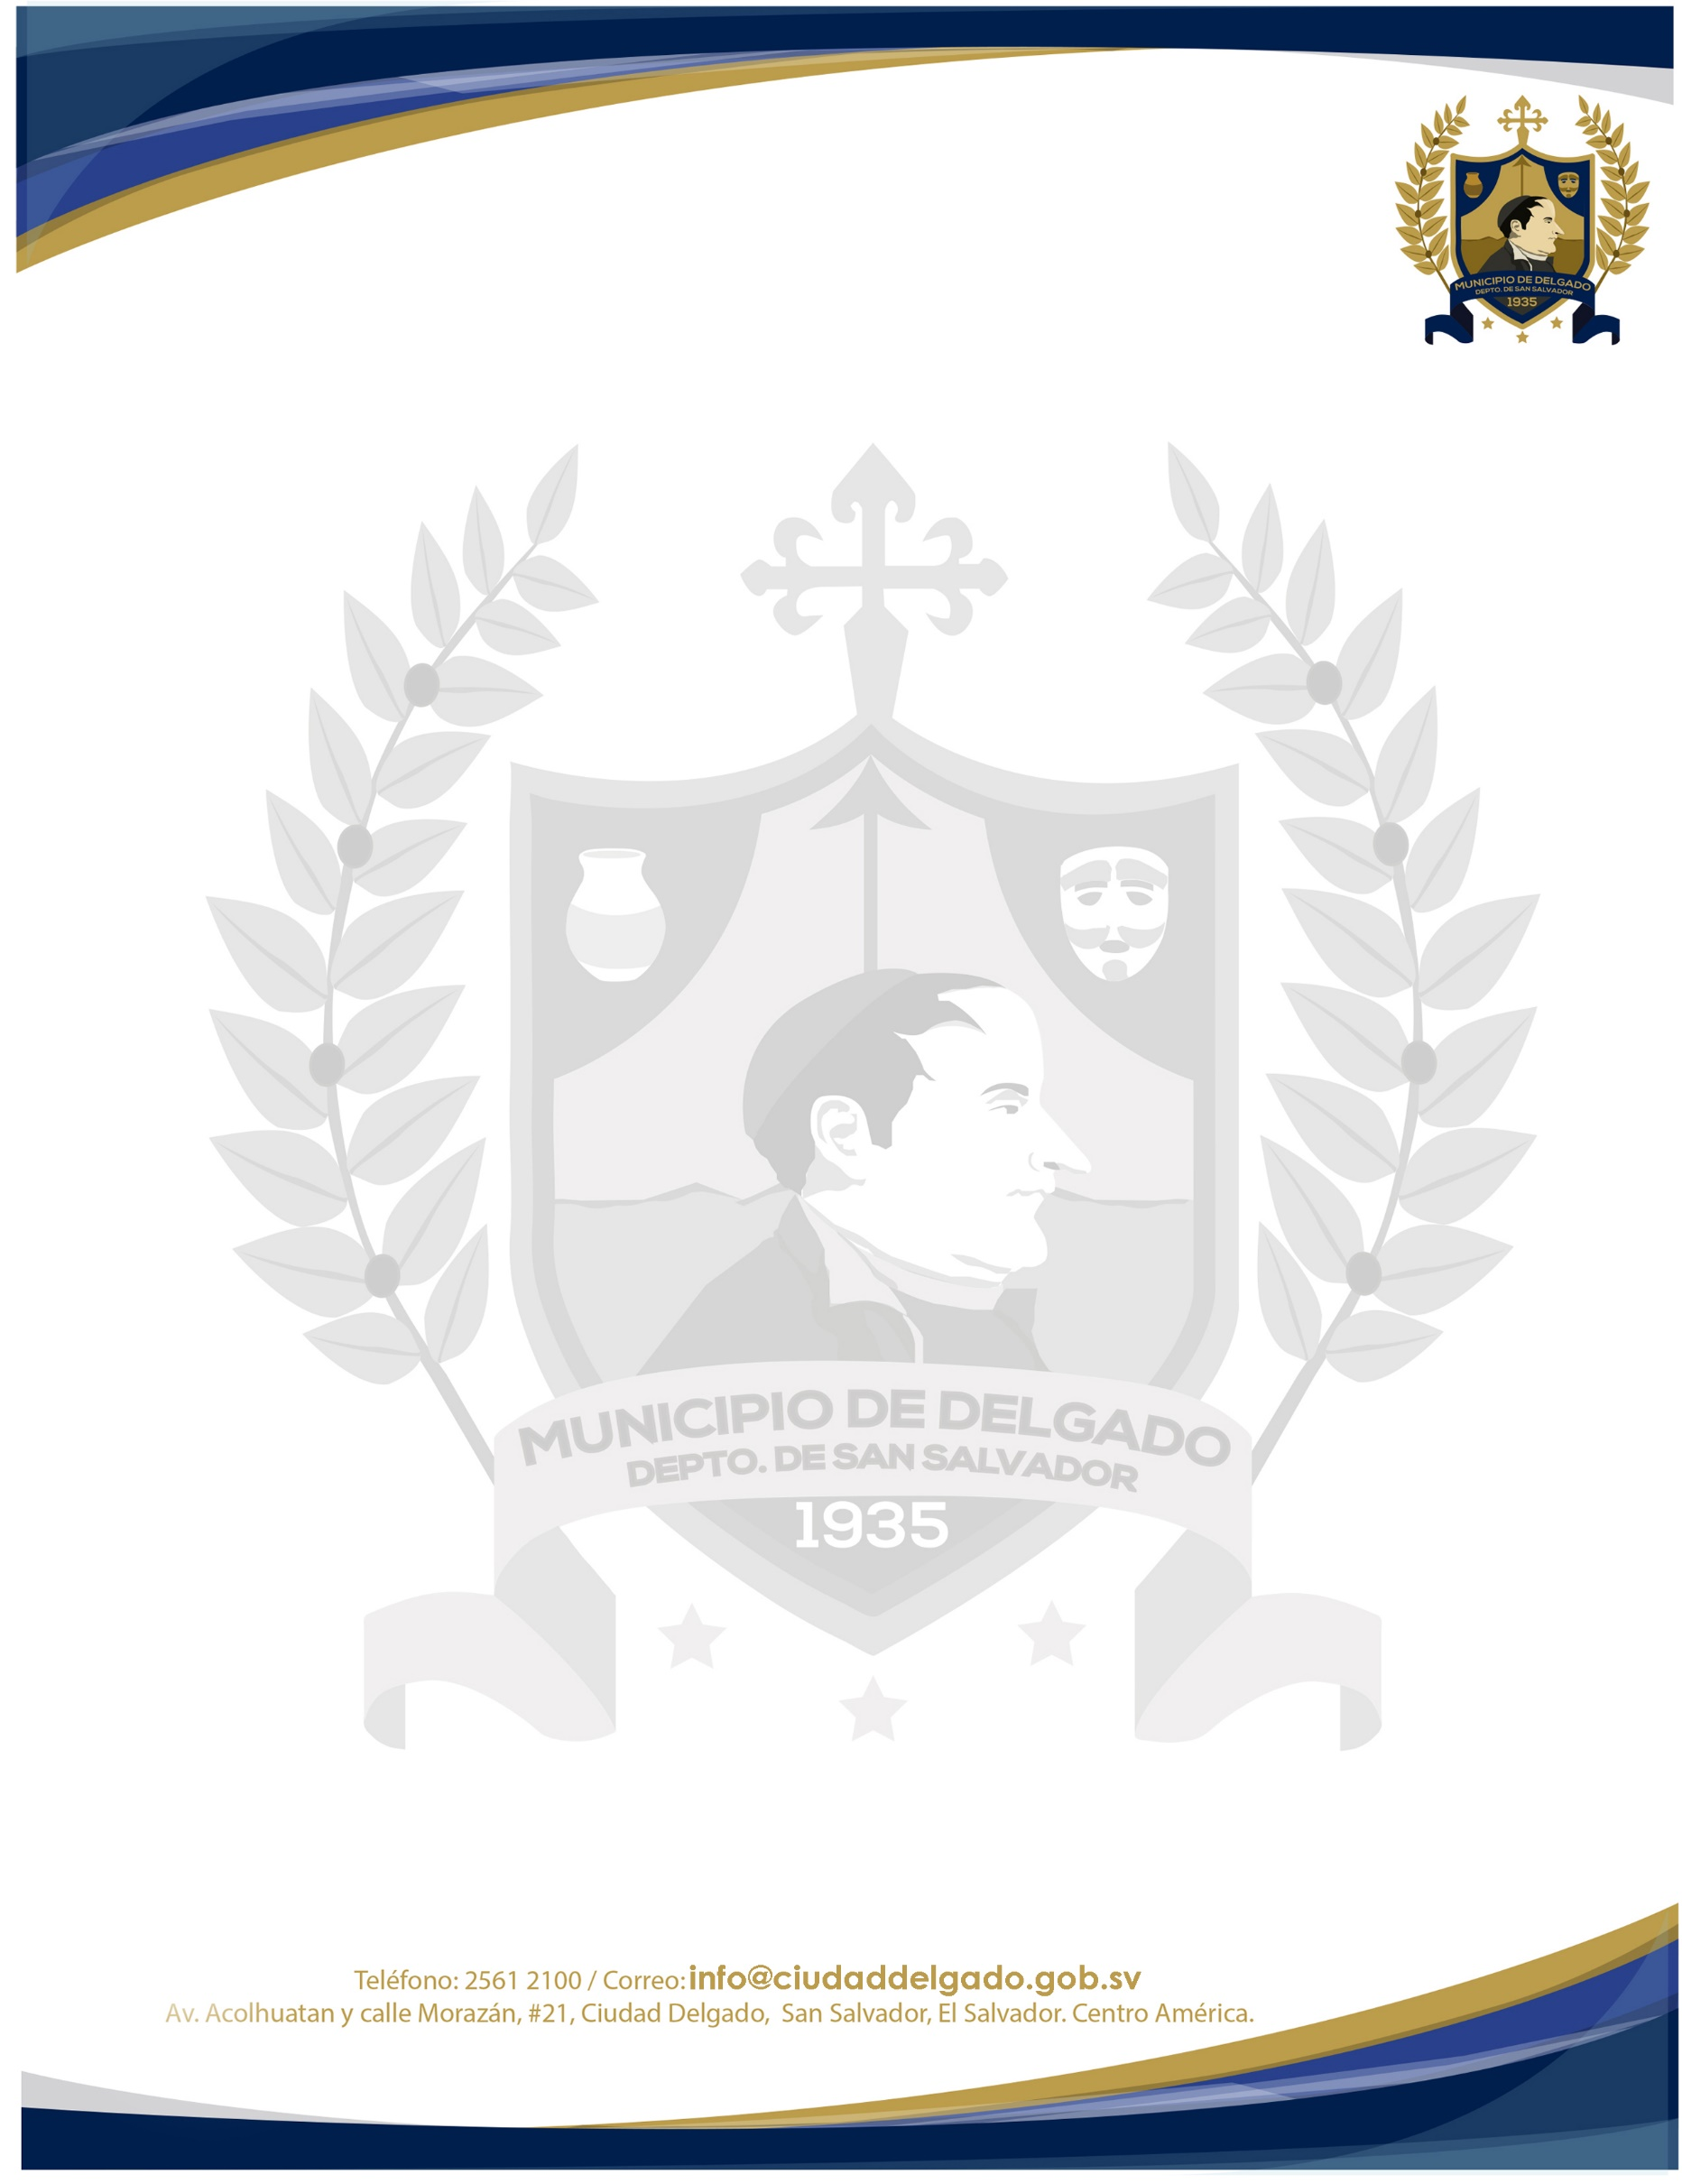 MUNICIPIO DE DELGADO
DEPTO. DE SAN SALVADOR
1935
MUNICIPIO DE DELGADO
DEPTO. DE SAN SALVADOR
1935
Teléfono: 2561 2100 / Correo: info@ciudaddelgado.gob.sv
Av. Acolhuatan y calle Morazán, #21, Ciudad Delgado, San Salvador, El Salvador. Centro América.